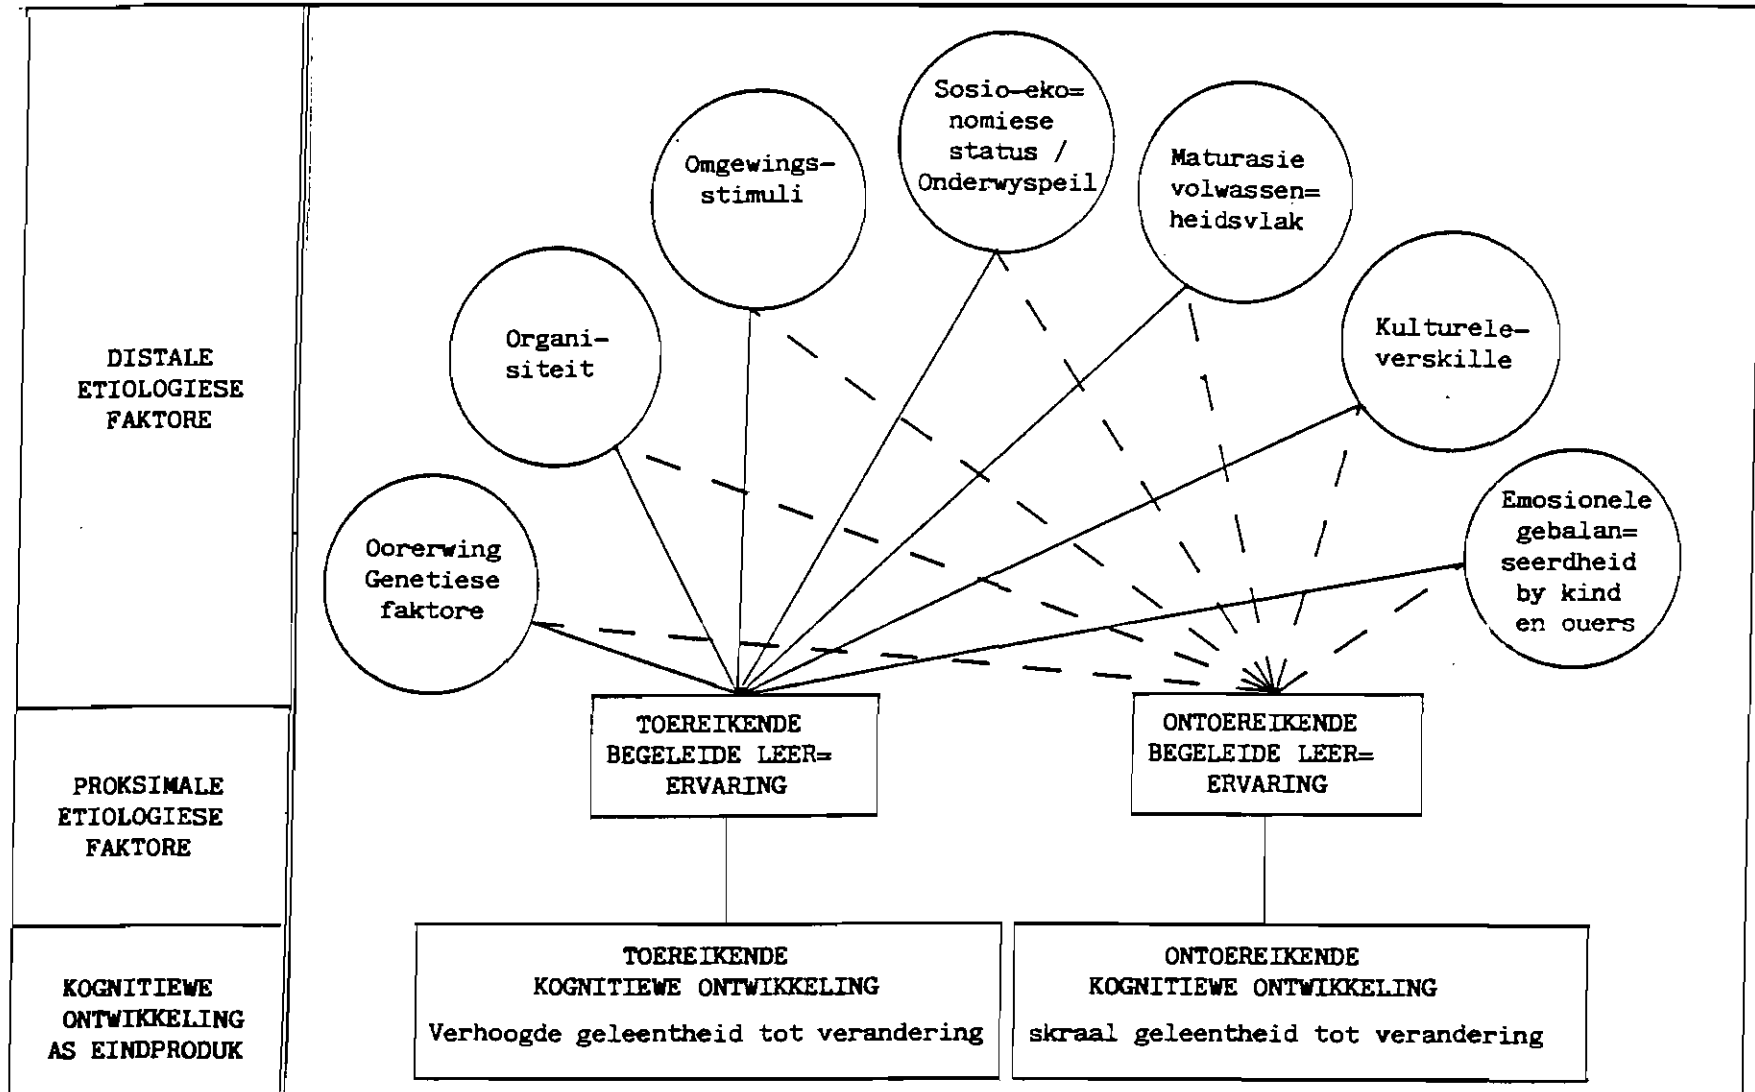 DISTALE
ETIOLOGIESE
FAKTORE
Oorerwing
Genetiese
faktore
Organi-
siteit
Omgewings-
stimuli
Sosio-eko=
nomiese
status /
Onderwyspeil
Maturasie
volwassen=
heidsvlak
Kulturele-
verskille
Emosionele
gebalan=
seerdheid
by kind
en ouers
PROKSIMALE
ETIOLOGIESE
FAKTORE
TOEREIKENDE
BEGELEIDE LEER=
ERVARING
ONTOEREIKENDE
BEGELEIDE LEER=
ERVARING
KOGNITIEWE
ONTWIKKELING
AS EINDPRODUK
TOEREIKENDE
KOGNITIEWE ONTWIKKELING
Verhoogde geleentheid tot verandering
ONTOEREIKENDE
KOGNITIEWE ONTWIKKELING
skraal geleentheid tot verandering